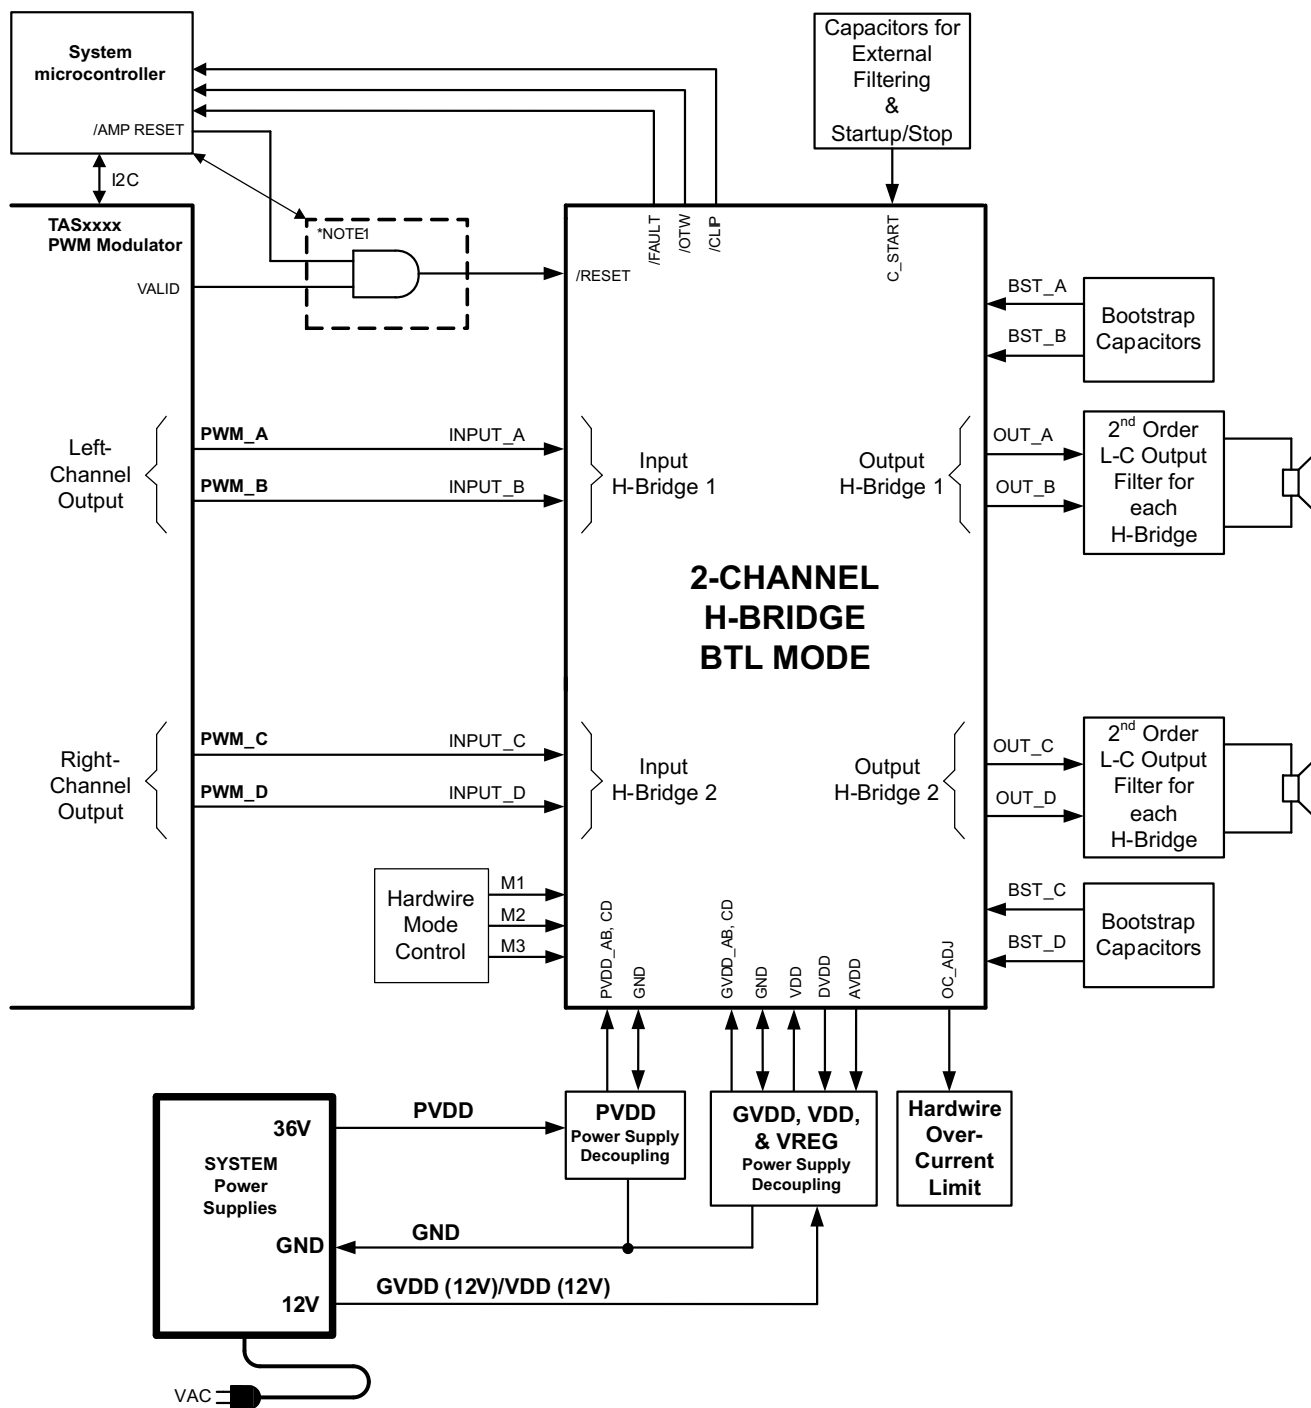 System
microcontroller
/AMP RESET
I2C
TASxxxx
PWM Modulator
VALID
*NOTE1
/RESET
/FAULT
/OTW
/CLIP
Capacitors for
External
Filtering
&
Startup/Stop
C_START
BST_A
BST_B
Bootstrap
Capacitors
Left-
Channel
Output
PWM_A
PWM_B
INPUT_A
INPUT_B
Input
H-Bridge 1
Output
H-Bridge 1
OUT_A
OUT_B
2nd Order
L-C Output
Filter for
each
H-Bridge
2-CHANNEL
H-BRIDGE
BTL MODE
Right-
Channel
Output
PWM_C
PWM_D
INPUT_C
INPUT_D
Input
H-Bridge 2
Output
H-Bridge 2
OUT_C
OUT_D
2nd Order
L-C Output
Filter for
each
H-Bridge
Hardwire
Mode
Control
M1
M2
M3
PVDD_AB, CD
GND
GVDD_AB, CD
GND
VDD
DVDD
AVDD
OC_ADJ
BST_C
BST_D
Bootstrap
Capacitors
36V
SYSTEM
Power
Supplies
GND
12V
PVDD
PVDD
Power Supply
Decoupling
GVDD, VDD,
& VREG
Power Supply
Decoupling
Hardwire
Over-
Current
Limit
GND
GVDD (12V)/VDD (12V)
VAC